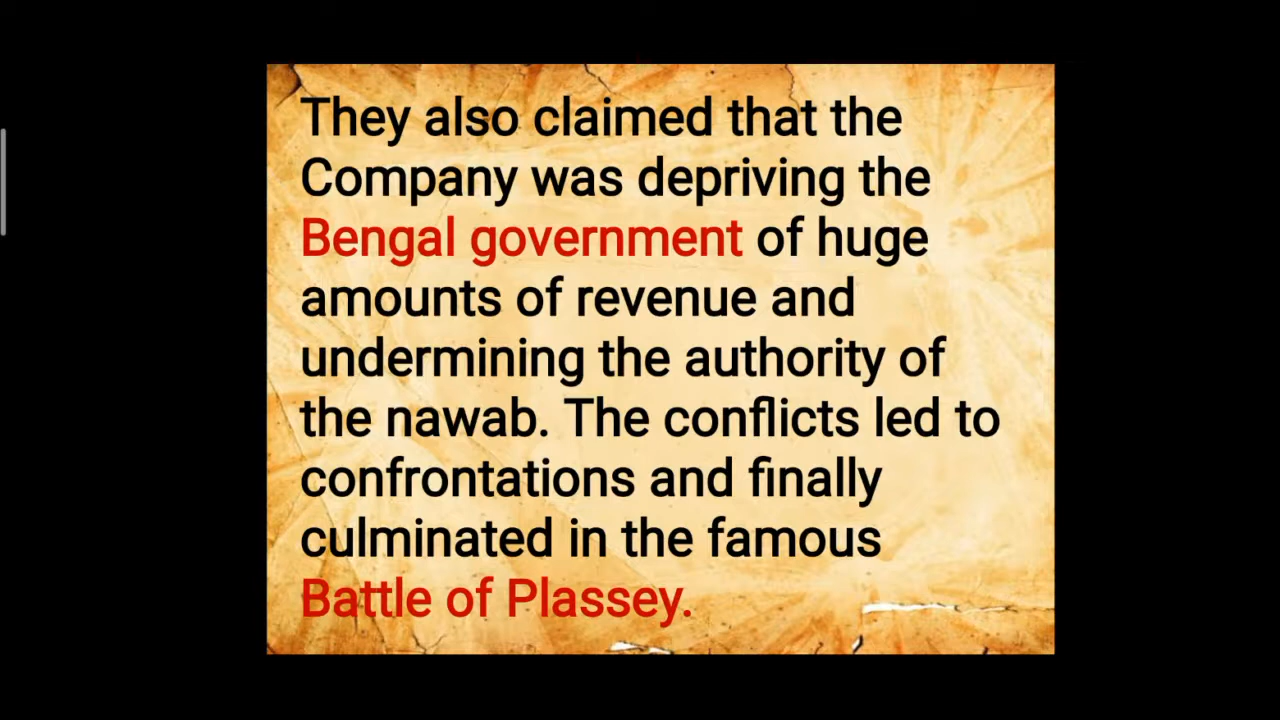 They also claimed that the
Company was depriving the
Bengal government of huge
amounts of revenue and
undermining the authority of
the nawab. The conflicts led to
confrontations and finally
culminated in the famous
Battle of Plassey.